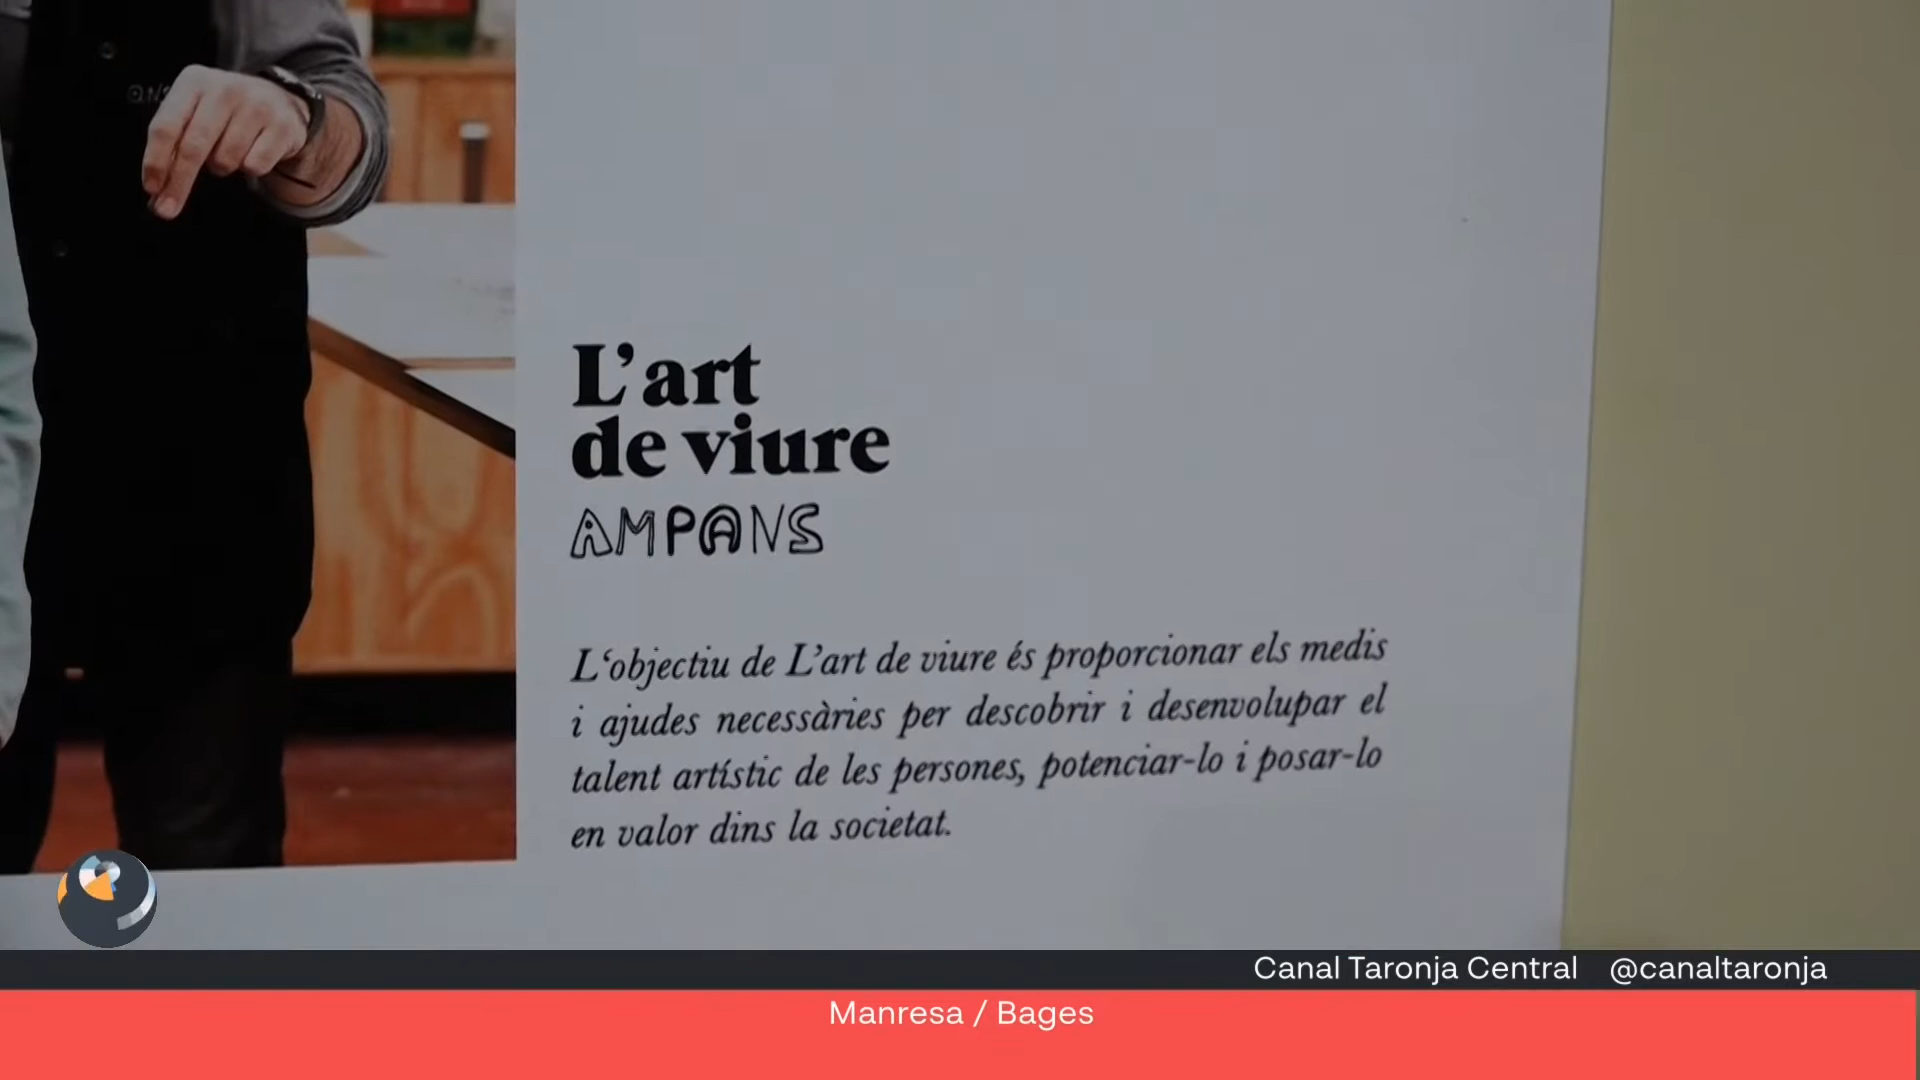 L'art
de viure
AMPANS
L‘objectiu de L’art de viure és proporcionar els medis
i ajudes necessàries per descobrir i desenvolupar el
talent artístic de les persones, potenciar-lo i posar-lo
en valor dins la societat.
Canal Taronja Central @canaltaronja
Manresa / Bages